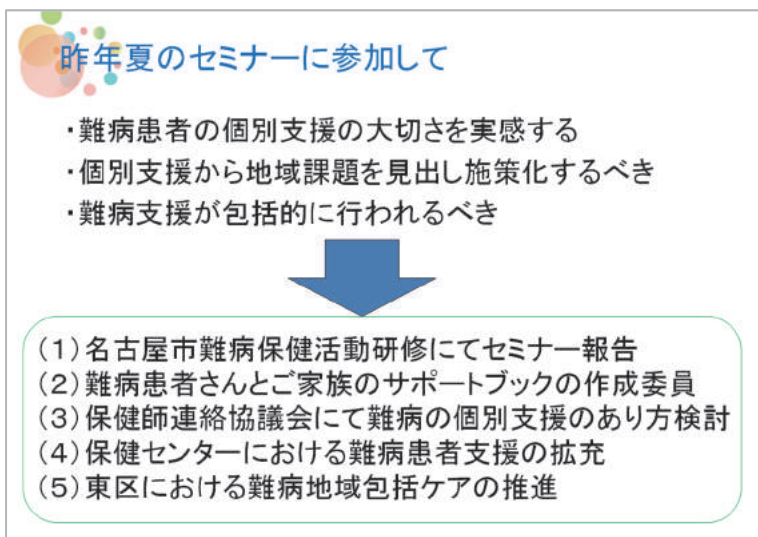 昨年夏のセミナーに参加して
・難病患者の個別支援の大切さを実感する
・個別支援から地域課題を見出し施策化するべき
・難病支援が包括的に行われるべき
(1)名古屋市難病保健活動研修にてセミナー報告
(2)難病患者さんとご家族のサポートブックの作成委員
(3)保健師連絡協議会にて難病の個別支援のあり方検討
(4)保健センターにおける難病患者支援の拡充
(5)東区における難病地域包括ケアの推進